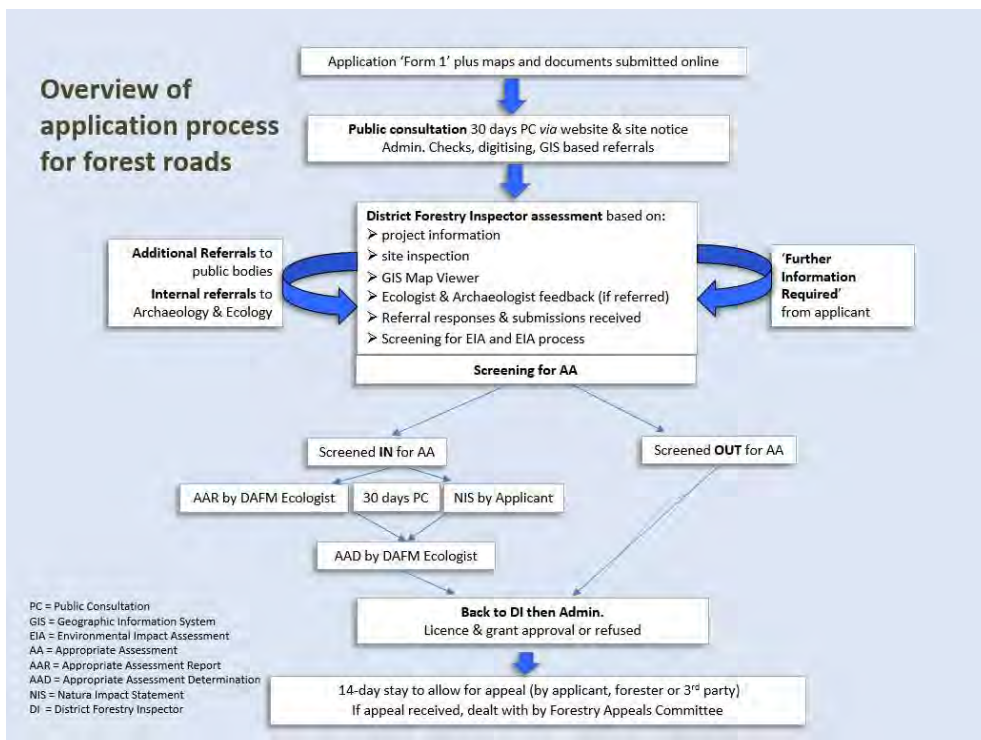 Overview of
application process
for forest roads
Application ‘Form 1’ plus maps and documents submitted online
Public consultation 30 days PC via website & site notice
Admin. Checks, digitising, GIS based referrals
District Forestry Inspector assessment based on:
➢ project information
➢ site inspection
➢ GIS Map Viewer
➢ Ecologist & Archaeologist feedback (if referred)
➢ Referral responses & submissions received
➢ Screening for EIA and EIA process
Screening for AA
Additional Referrals to
public bodies
Internal referrals to
Archaeology & Ecology
‘Further
Information
Required’
from applicant
Screened IN for AA
Screened OUT for AA
AAR by DAFM Ecologist
30 days PC
NIS by Applicant
AAD by DAFM Ecologist
Back to DI then Admin.
Licence & grant approval or refused
14-day stay to allow for appeal (by applicant, forester or 3rd party)
If appeal received, dealt with by Forestry Appeals Committee
PC = Public Consultation
GIS = Geographic Information System
EIA = Environmental Impact Assessment
AA = Appropriate Assessment
AAR = Appropriate Assessment Report
AAD = Appropriate Assessment Determination
NIS = Natura Impact Statement
DI = District Forestry Inspector